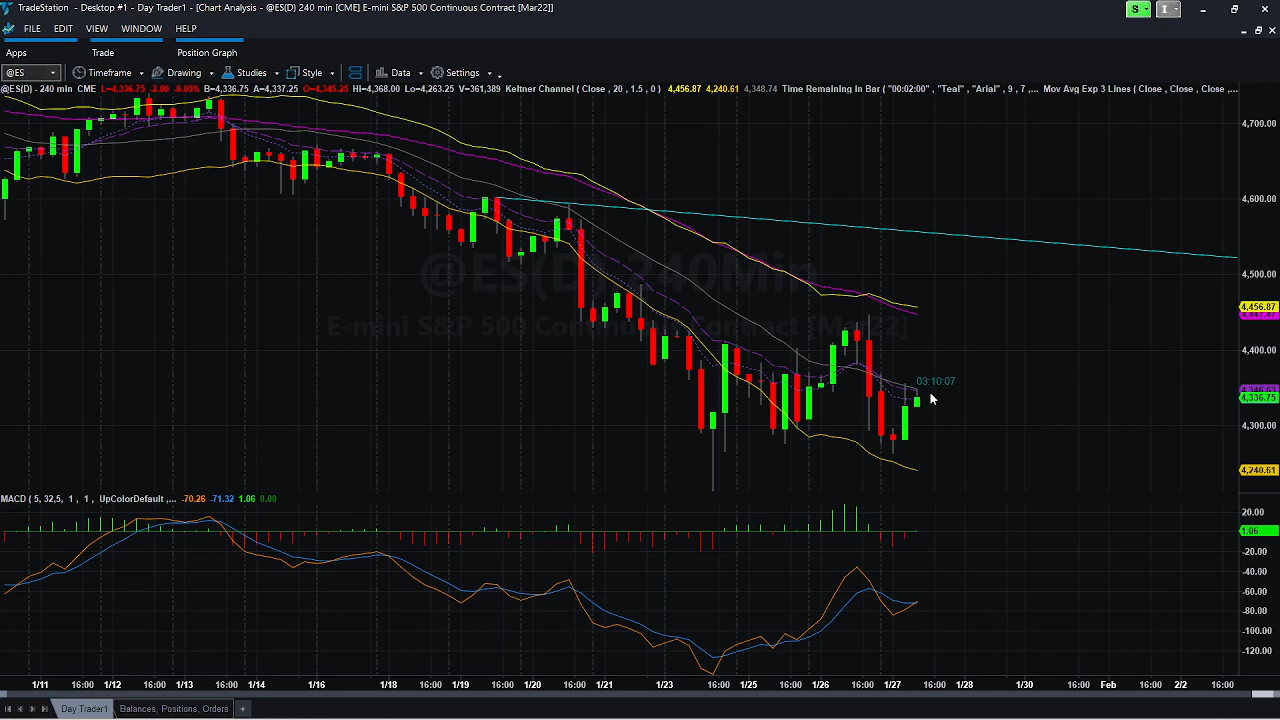 TradeStation - Desktop #1 - Day Trader1 - [Chart Analysis - @ES(D) 240 min [CME] E-mini S&P 500 Continuous Contract [Mar22]]
S
I
FILE EDIT VIEW WINDOW HELP
Apps Trade Position Graph
@ES Timeframe Drawing Studies Style Data Settings
@ES(D) - 240 min CME L=4,336.75 -2.00 -0.05% B=4,336.75 A=4,337.25 O=4,345.25 Hi=4,368.00 Lo=4,263.25 V=361,389 Keltner Channel ( Close , 20 , 1.5 , 0 ) 4,456.87 4,240.61 4,348.74 Time Remaining in Bar ( "00:02:00" , "Teal" , "Arial" , 9 , 7 , ... Mov Avg Exp 3 Lines ( Close , Close , Close , ...
4,700.00
4,600.00
@ES(D) 240Min
4,500.00
4,456.87
E-mini S&P 500 Continuous Contract [Mar22]
4,400.00
03:10:07
4,336.75
4,300.00
4,240.61
MACD ( 5, 32,5, 1 , 1 , UpColorDefault ,... -70.26 -71.32 1.06 0.00
20.00
1.06
-20.00
-40.00
-60.00
-80.00
-100.00
-120.00
1/11 16:00 1/12 16:00 1/13 16:00 1/14 1/16 16:00 1/18 16:00 1/19 16:00 1/20 16:00 1/21 1/23 16:00 1/25 16:00 1/26 16:00 1/27 16:00 1/28 1/30 16:00 Feb 16:00 2/2 16:00
Day Trader1 Balances, Positions, Orders +